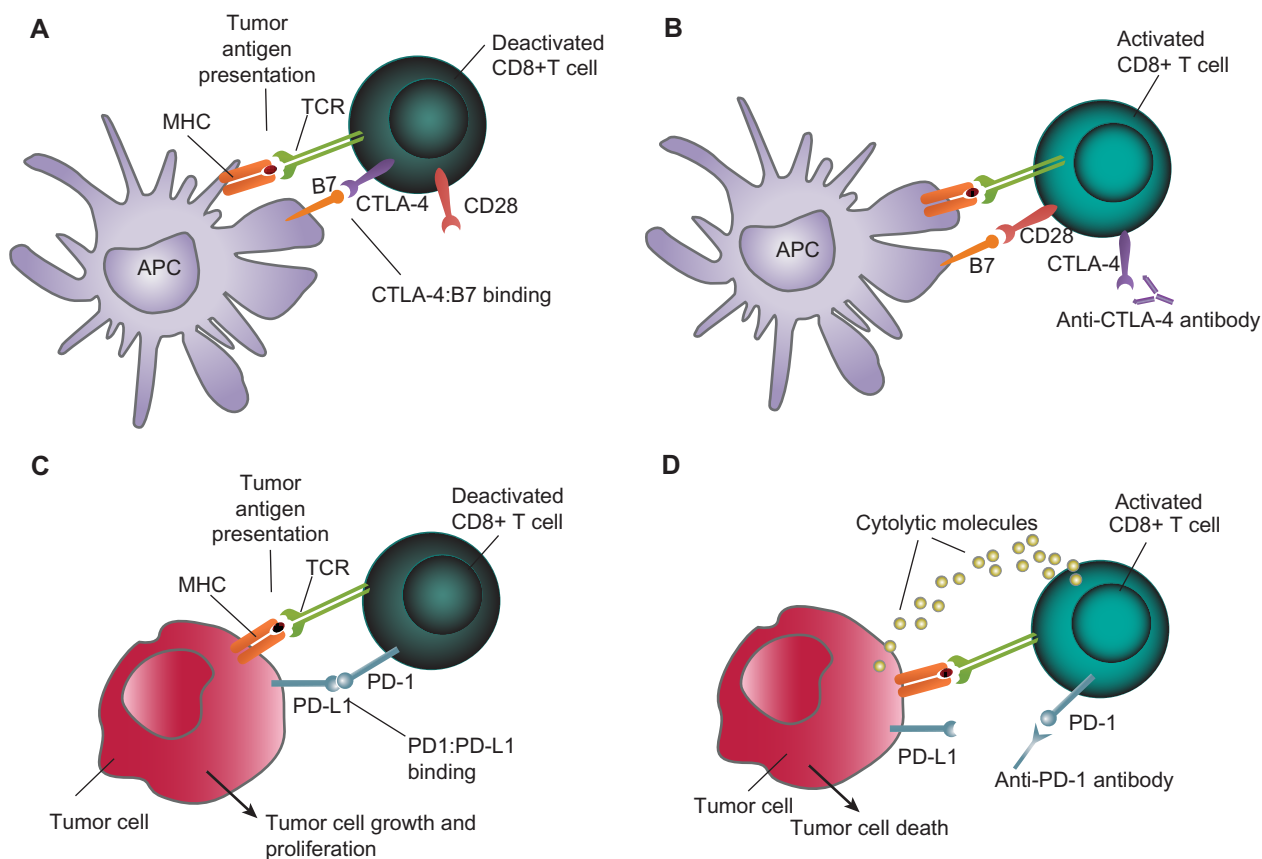 A
Tumor
antigen
presentation
Deactivated
CD8+T cell
MHC
TCR
B7
CTLA-4
CD28
APC
CTLA-4:B7 binding
B
Activated
CD8+ T cell
APC
CD28
B7
CTLA-4
Anti-CTLA-4 antibody
C
Tumor
antigen
presentation
Deactivated
CD8+ T cell
MHC
TCR
PD-1
PD-L1
PD1:PD-L1
binding
Tumor cell
Tumor cell growth and
proliferation
D
Activated
CD8+ T cell
Cytolytic molecules
PD-1
PD-L1
Anti-PD-1 antibody
Tumor cell
Tumor cell death